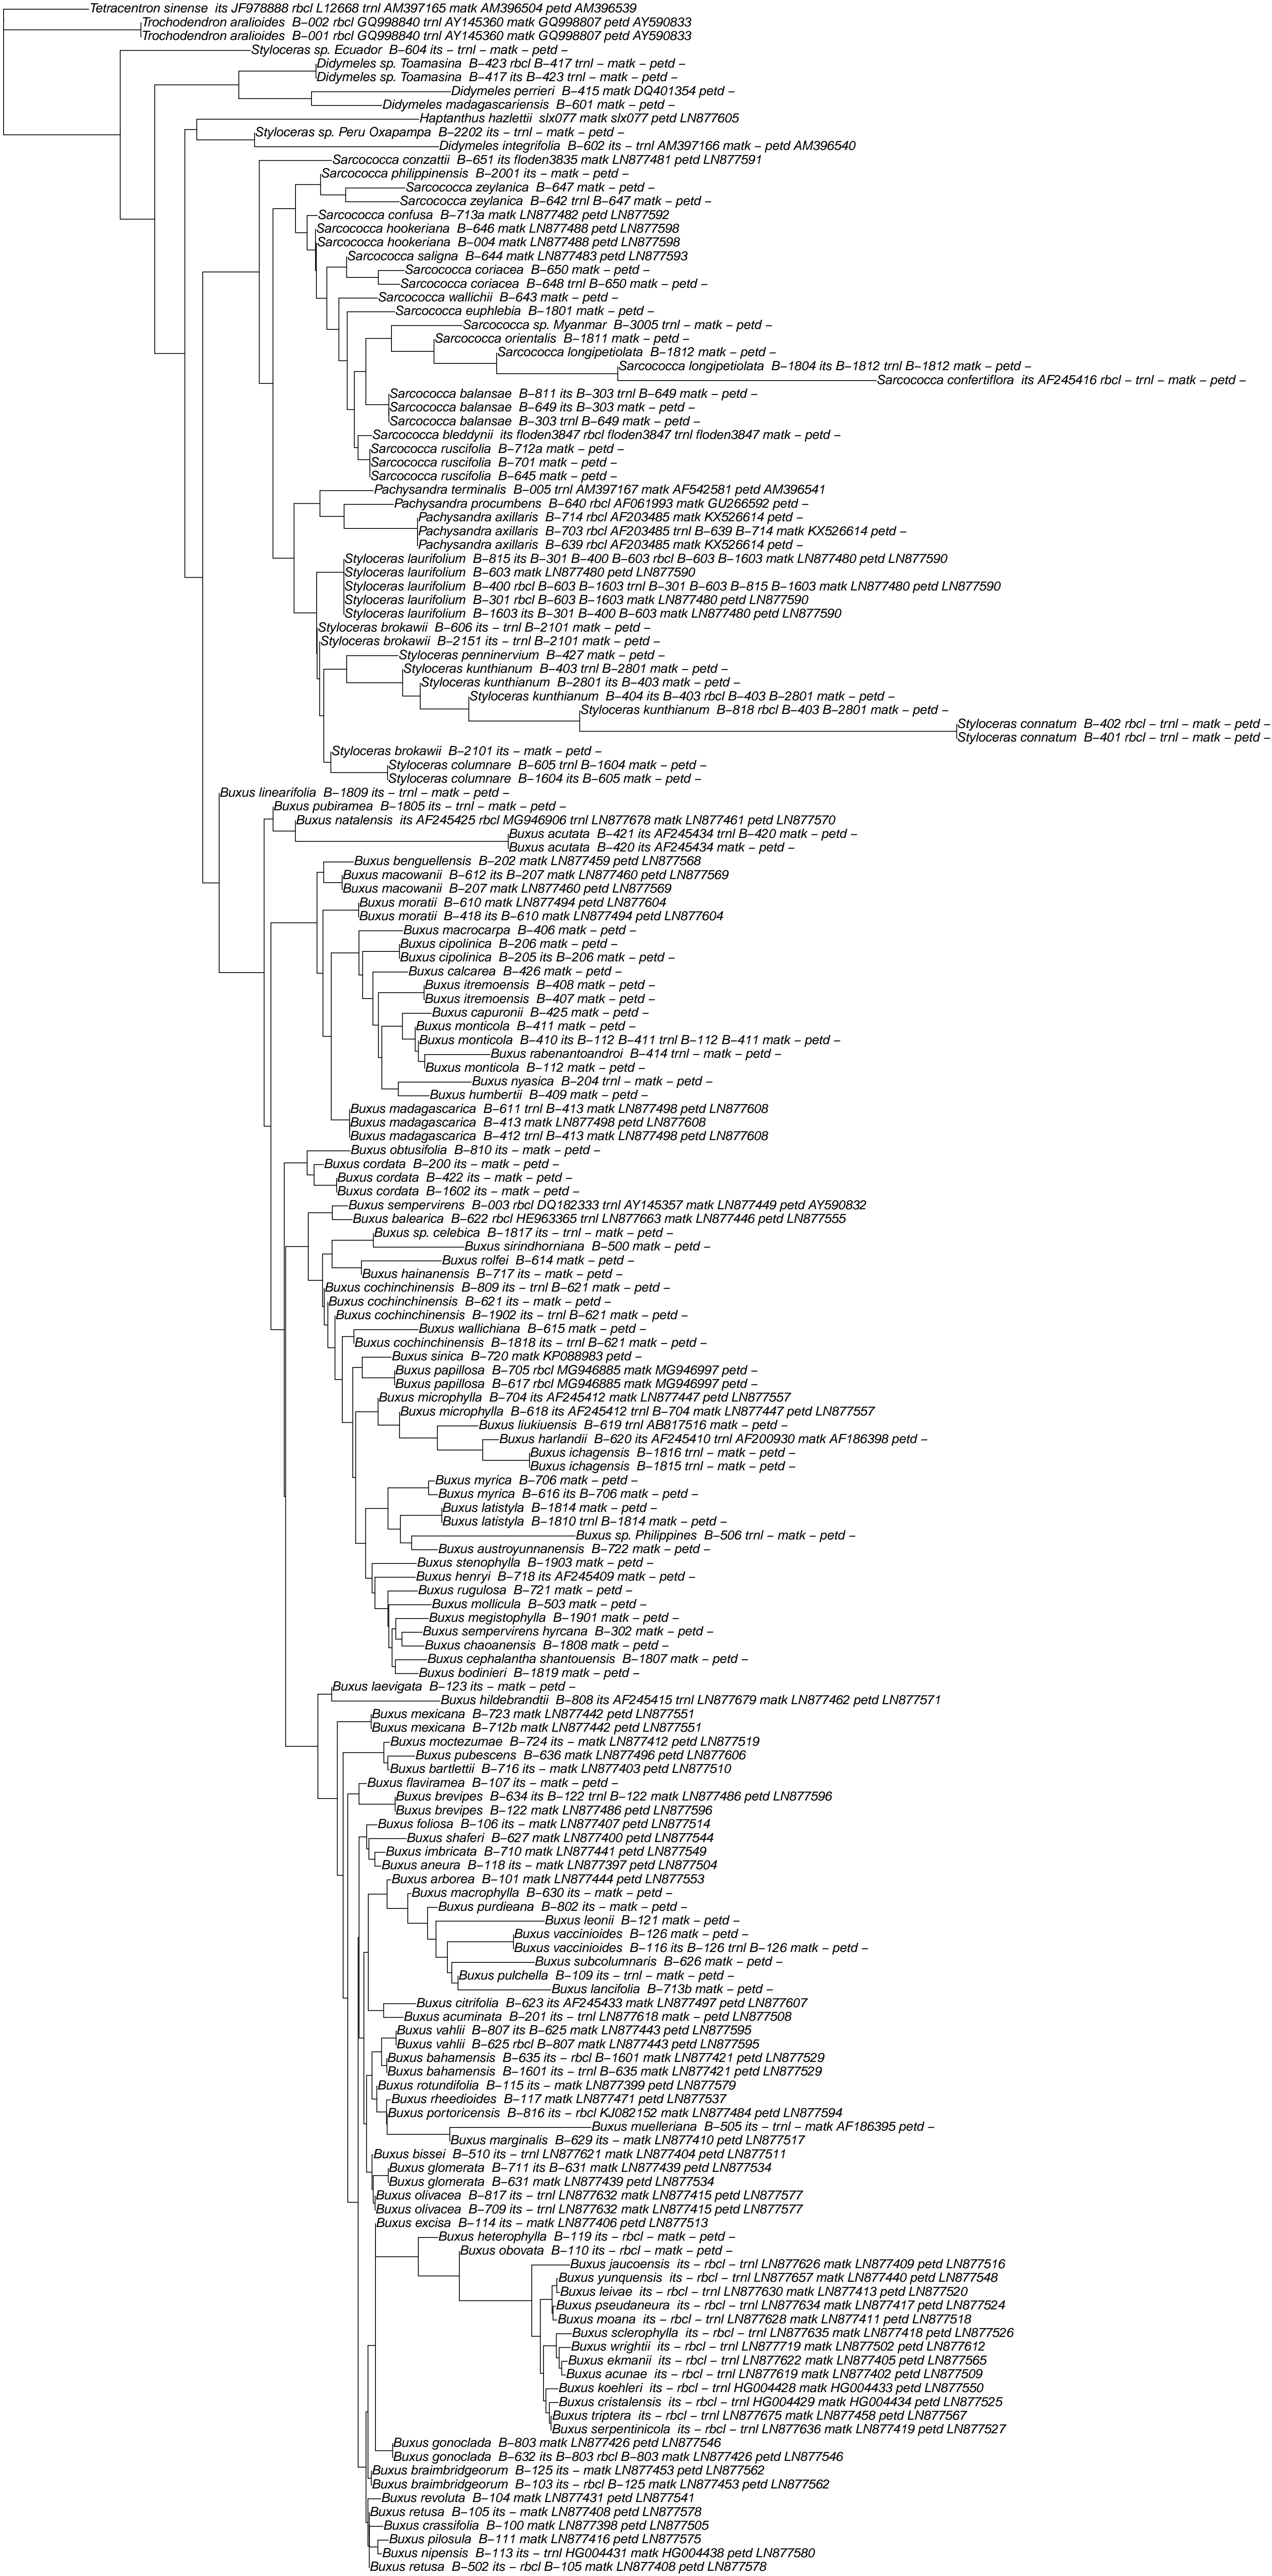 Tetracentron sinense its JF978888 rbcl L12668 trnl AM397165 matk AM396504 petd AM396539
Trochodendron aralioides B−002 rbcl GQ998840 trnl AY145360 matk GQ998807 petd AY590833
Trochodendron aralioides B−001 rbcl GQ998840 trnl AY145360 matk GQ998807 petd AY590833
Styloceras sp. Ecuador B−604 its − trnl − matk − petd −
Didymeles sp. Toamasina B−423 rbcl B−417 trnl − matk − petd −
Didymeles sp. Toamasina B−417 its B−423 trnl − matk − petd −
Didymeles perrieri B−415 matk DQ401354 petd −
Didymeles madagascariensis B−601 matk − petd −
Haptanthus hazlettii slx077 matk slx077 petd LN877605
Styloceras sp. Peru Oxapampa B−2202 its − trnl − matk − petd −
Didymeles integrifolia B−602 its − trnl AM397166 matk − petd AM396540
Sarcococca conzattii B−651 its floden3835 matk LN877481 petd LN877591
Sarcococca philippinensis B−2001 its − matk − petd −
Sarcococca zeylanica B−647 matk − petd −
Sarcococca zeylanica B−642 trnl B−647 matk − petd −
Sarcococca confusa B−713a matk LN877482 petd LN877592
Sarcococca hookeriana B−646 matk LN877488 petd LN877598
Sarcococca hookeriana B−004 matk LN877488 petd LN877598
Sarcococca saligna B−644 matk LN877483 petd LN877593
Sarcococca coriacea B−650 matk − petd −
Sarcococca coriacea B−648 trnl B−650 matk − petd −
Sarcococca wallichii B−643 matk − petd −
Sarcococca euphlebia B−1801 matk − petd −
Sarcococca sp. Myanmar B−3005 trnl − matk − petd −
Sarcococca orientalis B−1811 matk − petd −
Sarcococca longipetiolata B−1812 matk − petd −
Sarcococca longipetiolata B−1804 its B−1812 trnl B−1812 matk − petd −
Sarcococca confertiflora its AF245416 rbcl − trnl − matk − petd −
Sarcococca balansae B−811 its B−303 trnl B−649 matk − petd −
Sarcococca balansae B−649 its B−303 matk − petd −
Sarcococca balansae B−303 trnl B−649 matk − petd −
Sarcococca bleddynii its floden3847 rbcl floden3847 trnl floden3847 matk − petd −
Sarcococca ruscifolia B−712a matk − petd −
Sarcococca ruscifolia B−701 matk − petd −
Sarcococca ruscifolia B−645 matk − petd −
Pachysandra terminalis B−005 trnl AM397167 matk AF542581 petd AM396541
Pachysandra procumbens B−640 rbcl AF061993 matk GU266592 petd −
Pachysandra axillaris B−714 rbcl AF203485 matk KX526614 petd −
Pachysandra axillaris B−703 rbcl AF203485 trnl B−639 B−714 matk KX526614 petd −
Pachysandra axillaris B−639 rbcl AF203485 matk KX526614 petd −
Styloceras laurifolium B−815 its B−301 B−400 B−603 rbcl B−603 B−1603 matk LN877480 petd LN877590
Styloceras laurifolium B−603 matk LN877480 petd LN877590
Styloceras laurifolium B−400 rbcl B−603 B−1603 trnl B−301 B−603 B−815 B−1603 matk LN877480 petd LN877590
Styloceras laurifolium B−301 rbcl B−603 B−1603 matk LN877480 petd LN877590
Styloceras laurifolium B−1603 its B−301 B−400 B−603 matk LN877480 petd LN877590
Styloceras brokawii B−606 its − trnl B−2101 matk − petd −
Styloceras brokawii B−2151 its − trnl B−2101 matk − petd −
Styloceras penninervium B−427 matk − petd −
Styloceras kunthianum B−403 trnl B−2801 matk − petd −
Styloceras kunthianum B−2801 its B−403 matk − petd −
Styloceras kunthianum B−404 its B−403 rbcl B−403 B−2801 matk − petd −
Styloceras kunthianum B−818 rbcl B−403 B−2801 matk − petd −
Styloceras connatum B−402 rbcl − trnl − matk − petd −
Styloceras connatum B−401 rbcl − trnl − matk − petd −
Styloceras brokawii B−2101 its − matk − petd −
Styloceras columnare B−605 trnl B−1604 matk − petd −
Styloceras columnare B−1604 its B−605 matk − petd −
Buxus linearifolia B−1809 its − trnl − matk − petd −
Buxus pubiramea B−1805 its − trnl − matk − petd −
Buxus natalensis its AF245425 rbcl MG946906 trnl LN877678 matk LN877461 petd LN877570
Buxus acutata B−421 its AF245434 trnl B−420 matk − petd −
Buxus acutata B−420 its AF245434 matk − petd −
Buxus benguellensis B−202 matk LN877459 petd LN877568
Buxus macowanii B−612 its B−207 matk LN877460 petd LN877569
Buxus macowanii B−207 matk LN877460 petd LN877569
Buxus moratii B−610 matk LN877494 petd LN877604
Buxus moratii B−418 its B−610 matk LN877494 petd LN877604
Buxus macrocarpa B−406 matk − petd −
Buxus cipolinica B−206 matk − petd −
Buxus cipolinica B−205 its B−206 matk − petd −
Buxus calcarea B−426 matk − petd −
Buxus itremoensis B−408 matk − petd −
Buxus itremoensis B−407 matk − petd −
Buxus capuronii B−425 matk − petd −
Buxus monticola B−411 matk − petd −
Buxus monticola B−410 its B−112 B−411 trnl B−112 B−411 matk − petd −
Buxus rabenantoandroi B−414 trnl − matk − petd −
Buxus monticola B−112 matk − petd −
Buxus nyasica B−204 trnl − matk − petd −
Buxus humbertii B−409 matk − petd −
Buxus madagascarica B−611 trnl B−413 matk LN877498 petd LN877608
Buxus madagascarica B−413 matk LN877498 petd LN877608
Buxus madagascarica B−412 trnl B−413 matk LN877498 petd LN877608
Buxus obtusifolia B−810 its − matk − petd −
Buxus cordata B−200 its − matk − petd −
Buxus cordata B−422 its − matk − petd −
Buxus cordata B−1602 its − matk − petd −
Buxus sempervirens B−003 rbcl DQ182333 trnl AY145357 matk LN877449 petd AY590832
Buxus balearica B−622 rbcl HE963365 trnl LN877663 matk LN877446 petd LN877555
Buxus sp. celebica B−1817 its − trnl − matk − petd −
Buxus sirindhorniana B−500 matk − petd −
Buxus rolfei B−614 matk − petd −
Buxus hainanensis B−717 its − matk − petd −
Buxus cochinchinensis B−809 its − trnl B−621 matk − petd −
Buxus cochinchinensis B−621 its − matk − petd −
Buxus cochinchinensis B−1902 its − trnl B−621 matk − petd −
Buxus wallichiana B−615 matk − petd −
Buxus cochinchinensis B−1818 its − trnl B−621 matk − petd −
Buxus sinica B−720 matk KP088983 petd −
Buxus papillosa B−705 rbcl MG946885 matk MG946997 petd −
Buxus papillosa B−617 rbcl MG946885 matk MG946997 petd −
Buxus microphylla B−704 its AF245412 matk LN877447 petd LN877557
Buxus microphylla B−618 its AF245412 trnl B−704 matk LN877447 petd LN877557
Buxus liukiuensis B−619 trnl AB817516 matk − petd −
Buxus harlandii B−620 its AF245410 trnl AF200930 matk AF186398 petd −
Buxus ichagensis B−1816 trnl − matk − petd −
Buxus ichagensis B−1815 trnl − matk − petd −
Buxus myrica B−706 matk − petd −
Buxus myrica B−616 its B−706 matk − petd −
Buxus latistyla B−1814 matk − petd −
Buxus latistyla B−1810 trnl B−1814 matk − petd −
Buxus sp. Philippines B−506 trnl − matk − petd −
Buxus austroyunnanensis B−722 matk − petd −
Buxus stenophylla B−1903 matk − petd −
Buxus henryi B−718 its AF245409 matk − petd −
Buxus rugulosa B−721 matk − petd −
Buxus mollicula B−503 matk − petd −
Buxus megistophylla B−1901 matk − petd −
Buxus sempervirens hyrcana B−302 matk − petd −
Buxus chaoanensis B−1808 matk − petd −
Buxus cephalantha shantouensis B−1807 matk − petd −
Buxus bodinieri B−1819 matk − petd −
Buxus laevigata B−123 its − matk − petd −
Buxus hildebrandtii B−808 its AF245415 trnl LN877679 matk LN877462 petd LN877571
Buxus mexicana B−723 matk LN877442 petd LN877551
Buxus mexicana B−712b matk LN877442 petd LN877551
Buxus moctezumae B−724 its − matk LN877412 petd LN877519
Buxus pubescens B−636 matk LN877496 petd LN877606
Buxus bartlettii B−716 its − matk LN877403 petd LN877510
Buxus flaviramea B−107 its − matk − petd −
Buxus brevipes B−634 its B−122 trnl B−122 matk LN877486 petd LN877596
Buxus brevipes B−122 matk LN877486 petd LN877596
Buxus foliosa B−106 its − matk LN877407 petd LN877514
Buxus shaferi B−627 matk LN877400 petd LN877544
Buxus imbricata B−710 matk LN877441 petd LN877549
Buxus aneura B−118 its − matk LN877397 petd LN877504
Buxus arborea B−101 matk LN877444 petd LN877553
Buxus macrophylla B−630 its − matk − petd −
Buxus purdieana B−802 its − matk − petd −
Buxus leonii B−121 matk − petd −
Buxus vaccinioides B−126 matk − petd −
Buxus vaccinioides B−116 its B−126 trnl B−126 matk − petd −
Buxus subcolumnaris B−626 matk − petd −
Buxus pulchella B−109 its − trnl − matk − petd −
Buxus lancifolia B−713b matk − petd −
Buxus citrifolia B−623 its AF245433 matk LN877497 petd LN877607
Buxus acuminata B−201 its − trnl LN877618 matk − petd LN877508
Buxus vahlii B−807 its B−625 matk LN877443 petd LN877595
Buxus vahlii B−625 rbcl B−807 matk LN877443 petd LN877595
Buxus bahamensis B−635 its − rbcl B−1601 matk LN877421 petd LN877529
Buxus bahamensis B−1601 its − trnl B−635 matk LN877421 petd LN877529
Buxus rotundifolia B−115 its − matk LN877399 petd LN877579
Buxus rheedioides B−117 matk LN877471 petd LN877537
Buxus portoricensis B−816 its − rbcl KJ082152 matk LN877484 petd LN877594
Buxus muelleriana B−505 its − trnl − matk AF186395 petd −
Buxus marginalis B−629 its − matk LN877410 petd LN877517
Buxus bissei B−510 its − trnl LN877621 matk LN877404 petd LN877511
Buxus glomerata B−711 its B−631 matk LN877439 petd LN877534
Buxus glomerata B−631 matk LN877439 petd LN877534
Buxus olivacea B−817 its − trnl LN877632 matk LN877415 petd LN877577
Buxus olivacea B−709 its − trnl LN877632 matk LN877415 petd LN877577
Buxus excisa B−114 its − matk LN877406 petd LN877513
Buxus heterophylla B−119 its − rbcl − matk − petd −
Buxus obovata B−110 its − rbcl − matk − petd −
Buxus jaucoensis its − rbcl − trnl LN877626 matk LN877409 petd LN877516
Buxus yunquensis its − rbcl − trnl LN877657 matk LN877440 petd LN877548
Buxus leivae its − rbcl − trnl LN877630 matk LN877413 petd LN877520
Buxus pseudaneura its − rbcl − trnl LN877634 matk LN877417 petd LN877524
Buxus moana its − rbcl − trnl LN877628 matk LN877411 petd LN877518
Buxus sclerophylla its − rbcl − trnl LN877635 matk LN877418 petd LN877526
Buxus wrightii its − rbcl − trnl LN877719 matk LN877502 petd LN877612
Buxus ekmanii its − rbcl − trnl LN877622 matk LN877405 petd LN877565
Buxus acunae its − rbcl − trnl LN877619 matk LN877402 petd LN877509
Buxus koehleri its − rbcl − trnl HG004428 matk HG004433 petd LN877550
Buxus cristalensis its − rbcl − trnl HG004429 matk HG004434 petd LN877525
Buxus triptera its − rbcl − trnl LN877675 matk LN877458 petd LN877567
Buxus serpentinicola its − rbcl − trnl LN877636 matk LN877419 petd LN877527
Buxus gonoclada B−803 matk LN877426 petd LN877546
Buxus gonoclada B−632 its B−803 rbcl B−803 matk LN877426 petd LN877546
Buxus braimbridgeorum B−125 its − matk LN877453 petd LN877562
Buxus braimbridgeorum B−103 its − rbcl B−125 matk LN877453 petd LN877562
Buxus revoluta B−104 matk LN877431 petd LN877541
Buxus retusa B−105 its − matk LN877408 petd LN877578
Buxus crassifolia B−100 matk LN877398 petd LN877505
Buxus pilosula B−111 matk LN877416 petd LN877575
Buxus nipensis B−113 its − trnl HG004431 matk HG004438 petd LN877580
Buxus retusa B−502 its − rbcl B−105 matk LN877408 petd LN877578